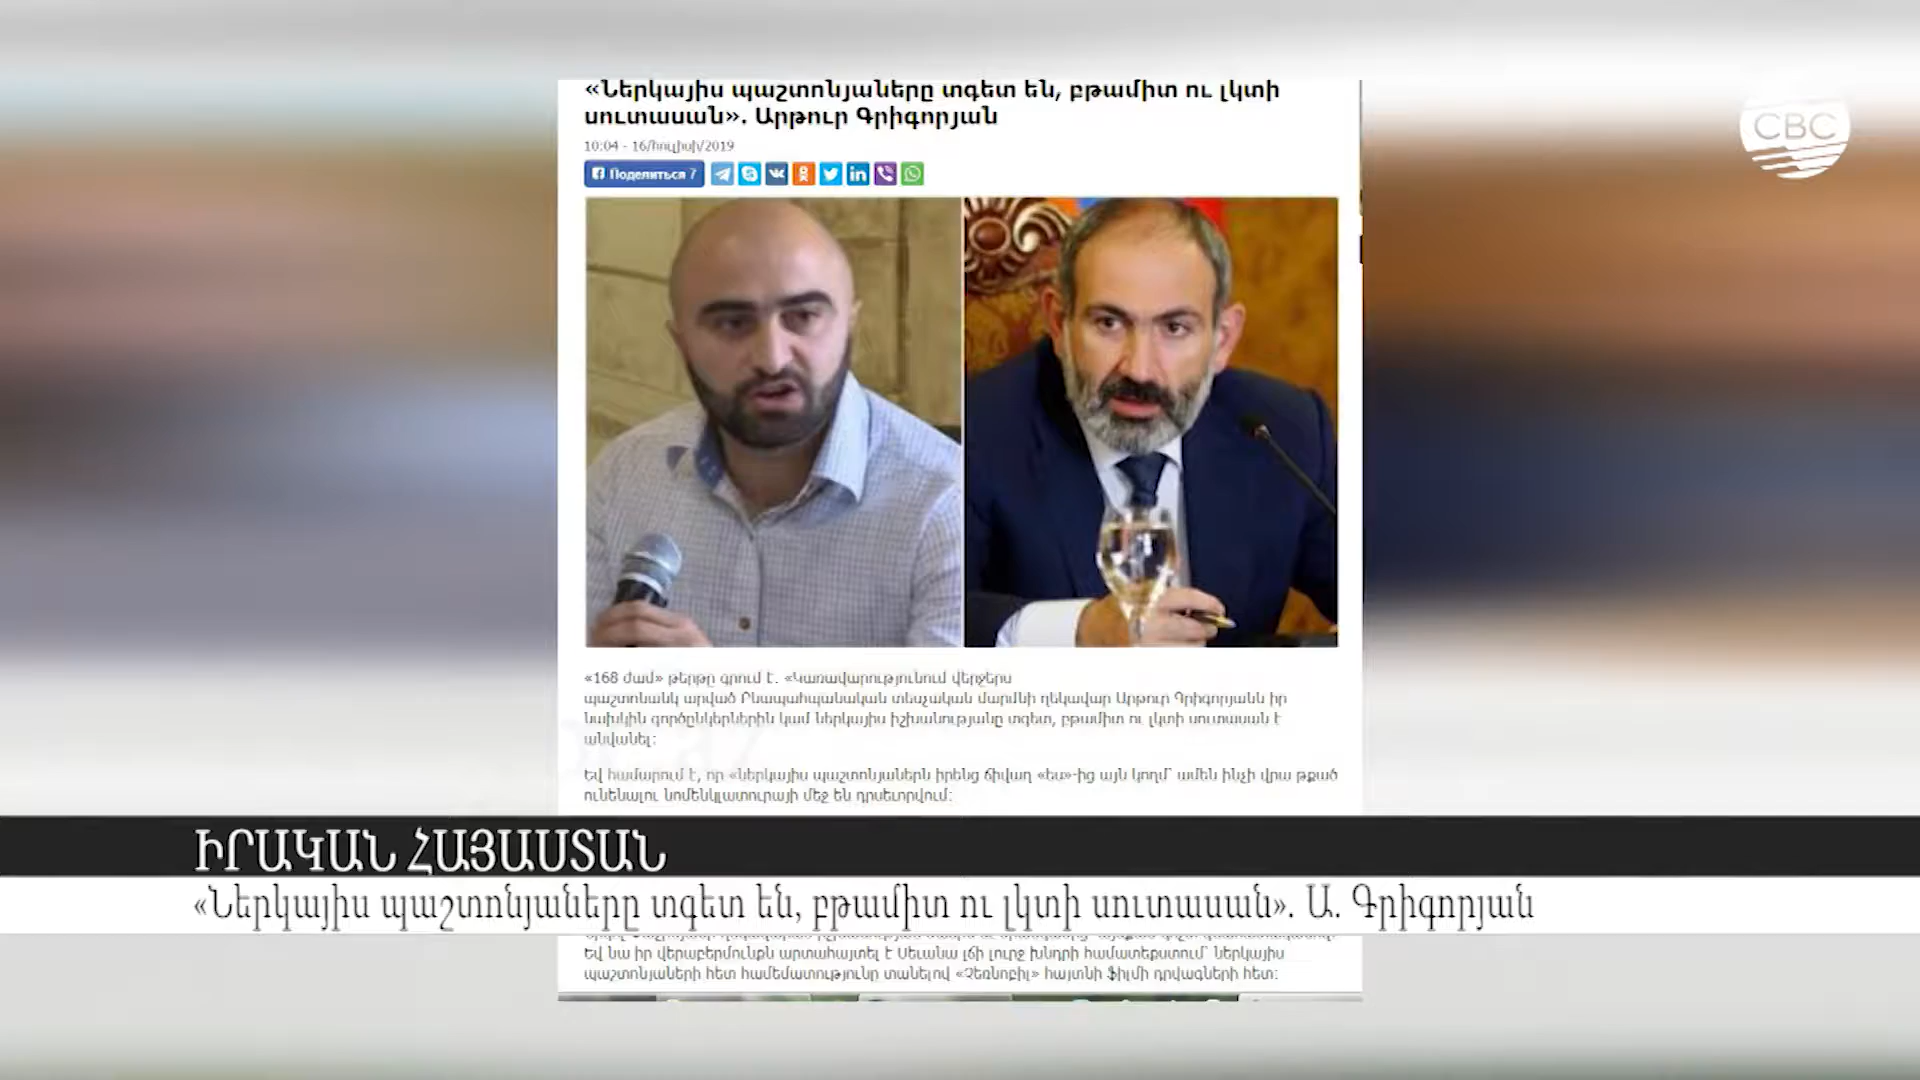 «Ներկայիս պաշտոնյաները տգետ են, բթամիտ ու լկտի
սուտասան». Արթուր Գրիգորյան
10:04 - 16/հուլիսի/2019
Поделиться 7
CBC
«168 ժամ» թերթը գրում է. «Կառավարությունում վերջերս
պաշտոնանկ արված Բնապահպանական տեսչական մարմնի ղեկավար Արթուր Գրիգորյանն իր
նախկին գործընկերներին կամ ներկայիս իշխանությանը տգետ, բթամիտ ու լկտի սուտասան է
անվանել:
Եվ համարում է, որ «ներկայիս պաշտոնյաներն իրենց ճիվաղ «ես»-ից այն կողմ՝ ամեն ինչի վրա թքած
ունենալու նոմենկլատուրայի մեջ են դրսեւորվում:
ԻՐԱԿԱՆ ՀԱՅԱՍՏԱՆ
«Ներկայիս պաշտոնյաները տգետ են, բթամիտ ու լկտի սուտասան». Ա. Գրիգորյան
Եվ նա իր վերաբերմունքն արտահայտել է Սեւանա լճի լուրջ խնդրի համատեքստում՝ ներկայիս
պաշտոնյաների հետ համեմատությունը տանելով «Չեռնոբիլ» հայտնի ֆիլմի դրվագների հետ: